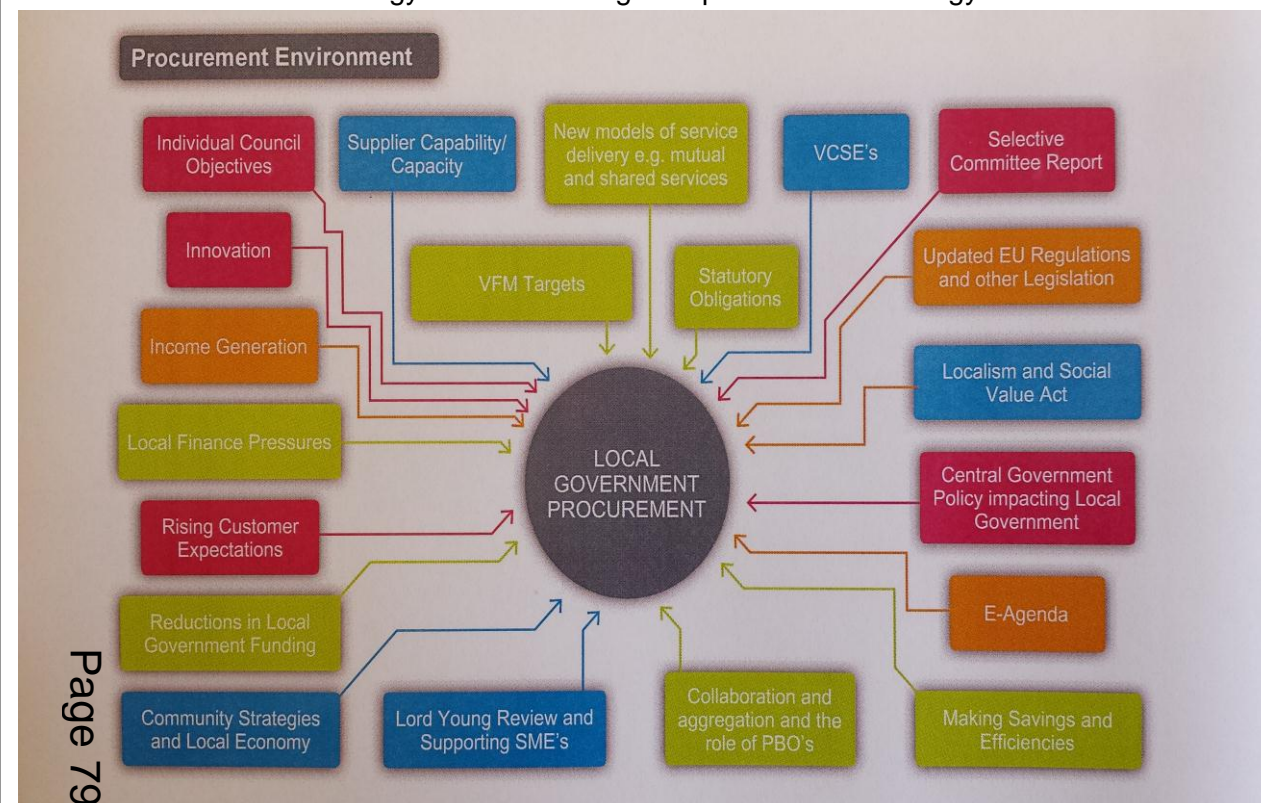 Procurement Environment
Individual Council
Objectives
Supplier Capability/
Capacity
New models of service
delivery e.g. mutual
and shared services
VCSE's
Selective
Committee Report
Innovation
VFM Targets
Statutory
Obligations
Updated EU Regulations
and other Legislation
Income Generation
Localism and Social
Value Act
Local Finance Pressures
LOCAL
GOVERNMENT
PROCUREMENT
Central Government
Policy impacting Local
Government
Rising Customer
Expectations
E-Agenda
Reductions in Local
Government Funding
Community Strategies
and Local Economy
Lord Young Review and
Supporting SME's
Collaboration and
aggregation and the
role of PBO's
Making Savings and
Efficiencies
Page 79